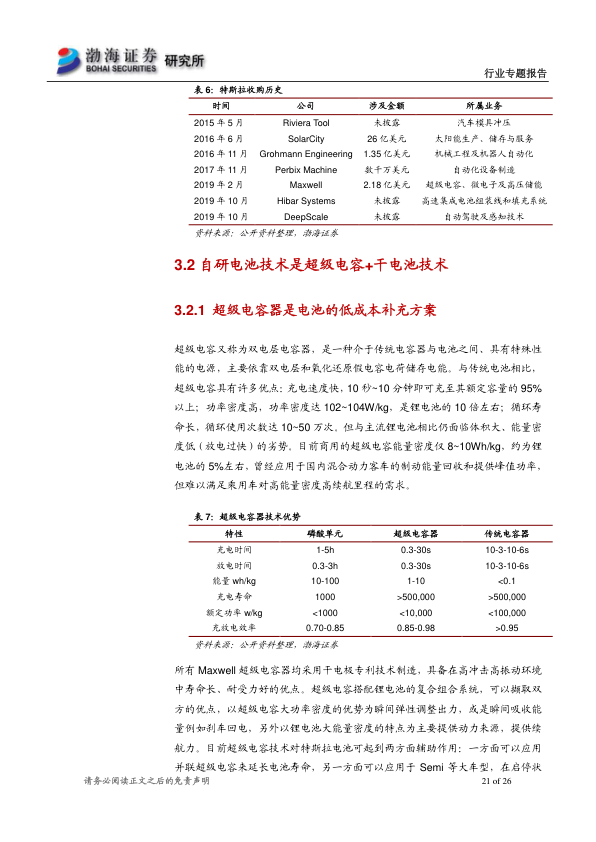 渤海证券 研究所
BOHAI SECURITIES
行业专题报告
表 6：特斯拉收购历史
时间 公司 涉及金额 所属业务
2015 年 5 月 Riviera Tool 未披露 汽车模具冲压
2016 年 6 月 SolarCity 26 亿美元 太阳能生产、储存与服务
2016 年 11 月 Grohmann Engineering 1.35 亿美元 机械工程及机器人自动化
2017 年 11 月 Perbix Machine 数千万美元 自动化设备制造
2019 年 2 月 Maxwell 2.18 亿美元 超级电容、微电子及高压储能
2019 年 10 月 Hibar Systems 未披露 高速集成电池组装线和填充系统
2019 年 10 月 DeepScale 未披露 自动驾驶及感知技术
资料来源：公开资料整理，渤海证券
3.2 自研电池技术是超级电容+干电池技术
3.2.1 超级电容器是电池的低成本补充方案
超级电容又称为双电层电容器，是一种介于传统电容器与电池之间、具有特殊性
能的电源，主要依靠双电层和氧化还原假电容电荷储存电能。与传统电池相比，
超级电容具有许多优点：充电速度快，10 秒~10 分钟即可充至其额定容量的 95%
以上；功率密度高，功率密度达 102~104W/kg，是锂电池的 10 倍左右；循环寿
命长，循环使用次数达 10~50 万次。但与主流锂电池相比仍面临体积大、能量密
度低（放电过快）的劣势。目前商用的超级电容能量密度仅 8~10Wh/kg，约为锂
电池的 5%左右，曾经应用于国内混合动力客车的制动能量回收和提供峰值功率，
但难以满足乘用车对高能量密度高续航里程的需求。
表 7：超级电容器技术优势
特性 磷酸单元 超级电容器 传统电容器
充电时间 1-5h 0.3-30s 10-3-10-6s
放电时间 0.3-3h 0.3-30s 10-3-10-6s
能量 wh/kg 10-100 1-10 <0.1
充电寿命 1000 >500,000 >500,000
额定功率 w/kg <1000 <10,000 <100,000
充放电效率 0.70-0.85 0.85-0.98 >0.95
资料来源：公开资料整理，渤海证券
所有 Maxwell 超级电容器均采用干电极专利技术制造，具备在高冲击高振动环境
中寿命长、耐受力好的优点。超级电容搭配锂电池的复合组合系统，可以撷取双
方的优点，以超级电容大功率密度的优势为瞬间弹性调整出力，或是瞬间吸收能
量例如刹车回电，另外以锂电池大能量密度的特点为主要提供动力来源，提供续
航力。目前超级电容技术对特斯拉电池可起到两方面辅助作用：一方面可以应用
并联超级电容来延长电池寿命，另一方面可以应用于 Semi 等大车型，在启停状
请务必阅读正文之后的免责声明 21 of 26